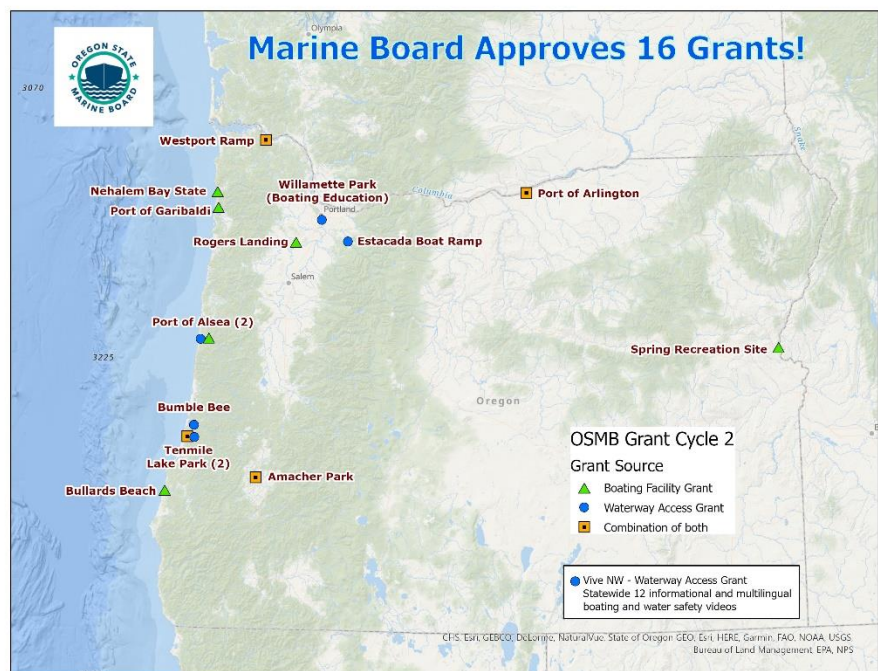 Marine Board Approves 16 Grants!
OREGON STATE
MARINE BOARD
Olympia
3070
Snake
Westport Ramp
Nehalem Bay State
Port of Garibaldi
Willamette Park
(Boating Education)
Portland
Columbia
Port of Arlington
Rogers Landing
Estacada Boat Ramp
Salem
Port of Alsea (2)
3225
Spring Recreation Site
Oregon
Bumble Bee
Tenmile
Lake Park (2)
Bullards Beach
Amacher Park
OSMB Grant Cycle 2
Grant Source
Boating Facility Grant
Waterway Access Grant
Combination of both
Vive NW - Waterway Access Grant
Statewide 12 informational and multilingual
boating and water safety videos
CHS, Esri, GEBCO, DeLorme, NaturalVue, State of Oregon GEO, Esri, HERE, Garmin, FAO, NOAA, USGS,
Bureau of Land Management, EPA, NPS